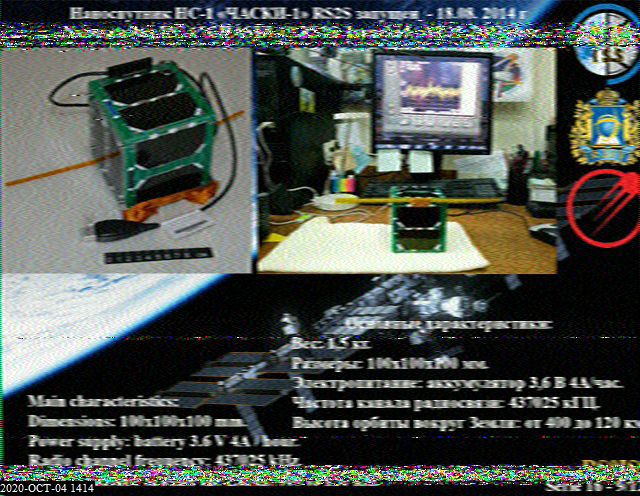 Наноспутник НС-1 «ЧАСКИ-1» RS2S запущен - 18.08. 2014 г
Основные характеристики:
Вес: 1,5 кг.
Размеры: 100x100x100 мм.
Электропитание: аккумулятор 3,6 В 4А/час.
Main characteristics:
Частота канала радиосвязи: 437025 кГц.
Dimensions: 100x100x100 mm.
Высота орбиты вокруг Земли: от 400 до 120 км
Power supply: battery 3.6 V 4A / hour.
Radio channel frequency: 437025 kHz
2020-OCT-04 1414